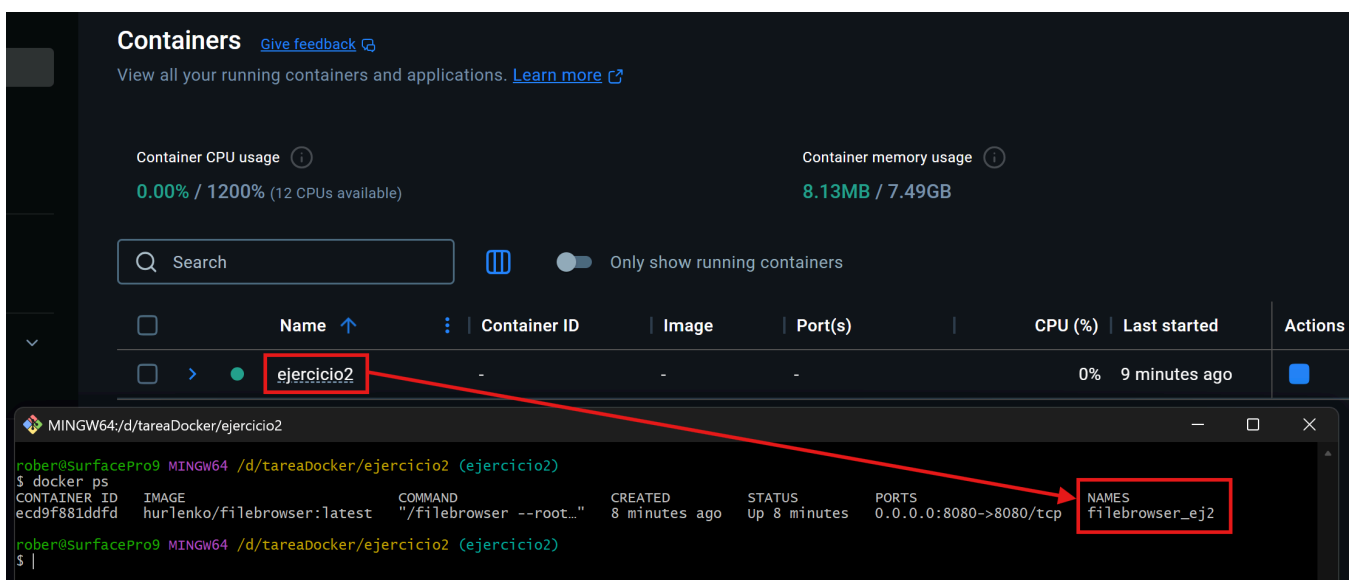 Containers Give feedback
View all your running containers and applications. Learn more
Container CPU usage
Container memory usage
0.00% / 1200% (12 CPUs available)
8.13MB / 7.49GB
Search
Only show running containers
Name Container ID Image Port(s) CPU (%) Last started Actions
ejercicio2 - - - 0% 9 minutes ago
MINGW64:/d/tareaDocker/ejercicio2
rober@SurfacePro9 MINGW64 /d/tareaDocker/ejercicio2 (ejercicio2)
$ docker ps
CONTAINER ID IMAGE COMMAND CREATED STATUS PORTS NAMES
ecd9f881ddfd hurlenko/filebrowser:latest "/filebrowser --root…" 8 minutes ago Up 8 minutes 0.0.0.0:8080->8080/tcp filebrowser_ej2
rober@SurfacePro9 MINGW64 /d/tareaDocker/ejercicio2 (ejercicio2)
$